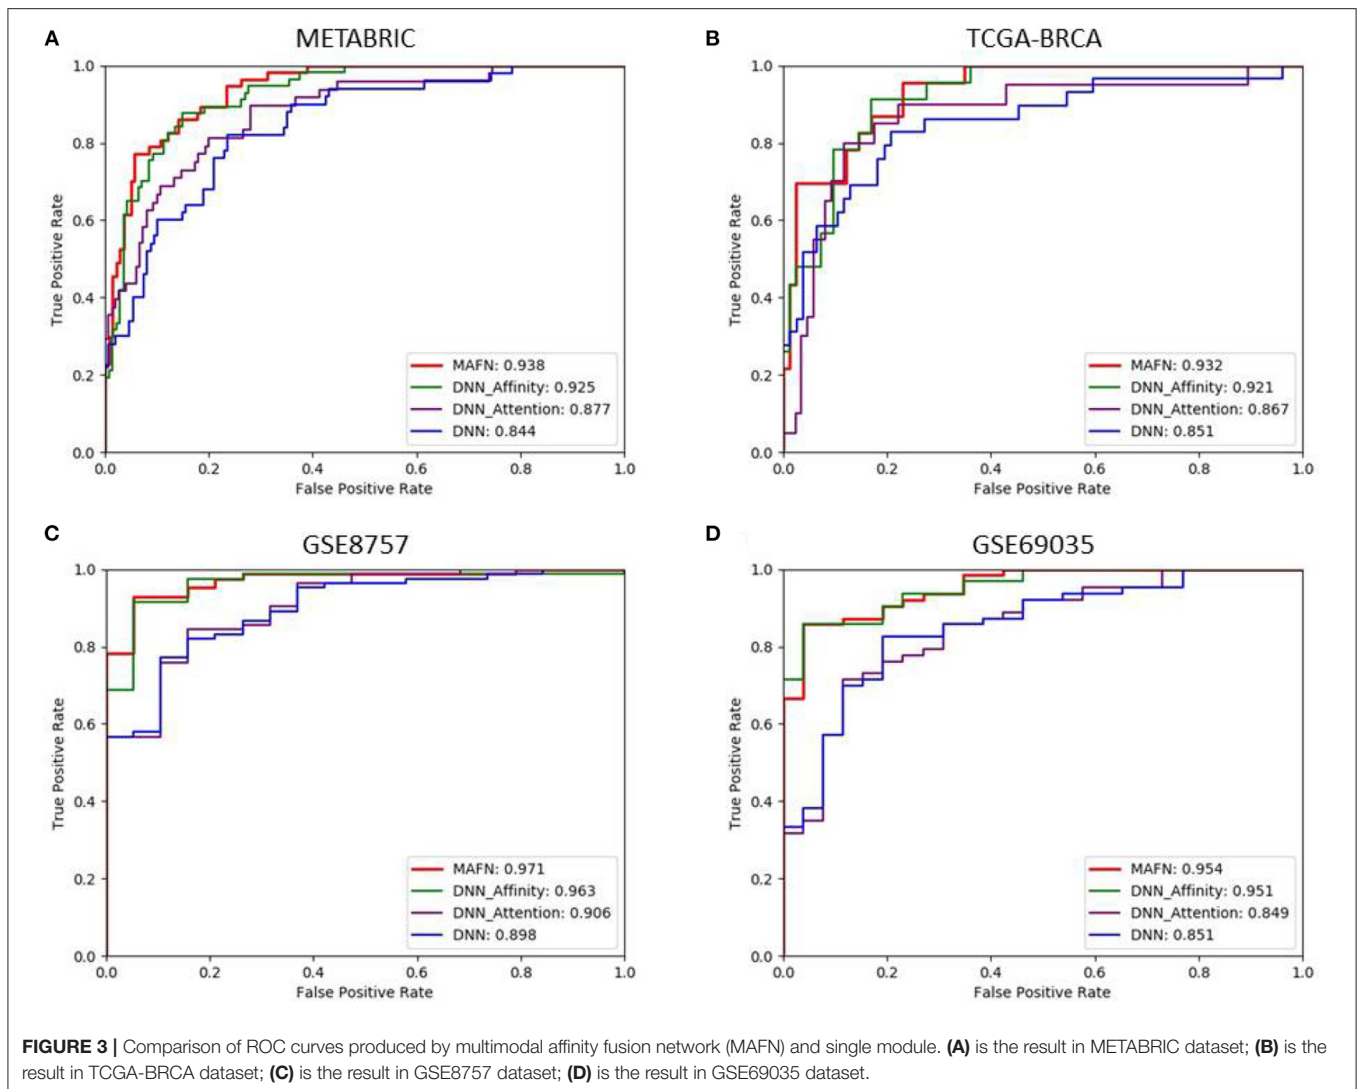 A
METABRIC
1.0
0.8
0.6
0.4
0.2
0.0
True Positive Rate
MAFN: 0.938
DNN_Affinity: 0.925
DNN_Attention: 0.877
DNN: 0.844
0.0 0.2 0.4 0.6 0.8 1.0
False Positive Rate
B
TCGA-BRCA
1.0
0.8
0.6
0.4
0.2
0.0
True Positive Rate
MAFN: 0.932
DNN_Affinity: 0.921
DNN_Attention: 0.867
DNN: 0.851
0.0 0.2 0.4 0.6 0.8 1.0
False Positive Rate
C
GSE8757
1.0
0.8
0.6
0.4
0.2
0.0
True Positive Rate
MAFN: 0.971
DNN_Affinity: 0.963
DNN_Attention: 0.906
DNN: 0.898
0.0 0.2 0.4 0.6 0.8 1.0
False Positive Rate
D
GSE69035
1.0
0.8
0.6
0.4
0.2
0.0
True Positive Rate
MAFN: 0.954
DNN_Affinity: 0.951
DNN_Attention: 0.849
DNN: 0.851
0.0 0.2 0.4 0.6 0.8 1.0
False Positive Rate
FIGURE 3 | Comparison of ROC curves produced by multimodal affinity fusion network (MAFN) and single module. (A) is the result in METABRIC dataset; (B) is the
result in TCGA-BRCA dataset; (C) is the result in GSE8757 dataset; (D) is the result in GSE69035 dataset.